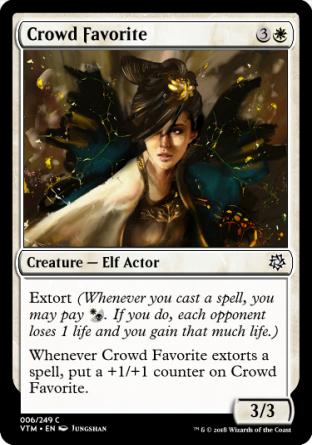 Crowd Favorite 3
Creature — Elf Actor
Extort (Whenever you cast a spell, you
may pay . If you do, each opponent
loses 1 life and you gain that much life.)
Whenever Crowd Favorite extorts a
spell, put a +1/+1 counter on Crowd
Favorite.
3/3
006/249 C
VTM • EN Jungshan
™ & © 2018 Wizards of the Coast